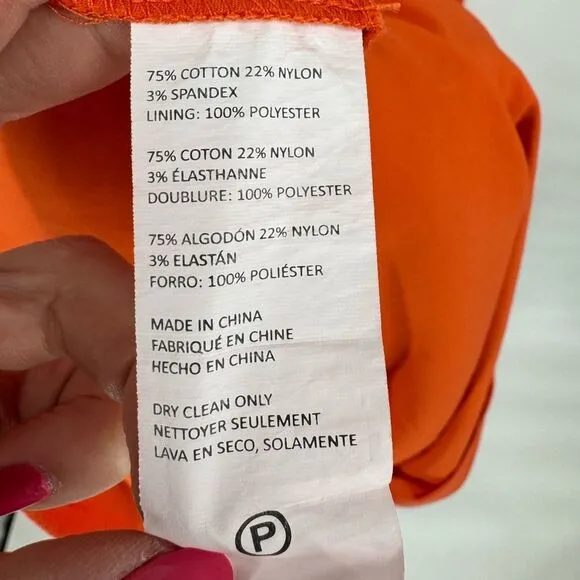 75% COTTON 22% NYLON
3% SPANDEX
LINING: 100% POLYESTER
75% COTON 22% NYLON
3% ÉLASTHANNE
DOUBLURE: 100% POLYESTER
75% ALGODÓN 22% NYLON
3% ELASTÁN
FORRO: 100% POLIÉSTER
MADE IN CHINA
FABRIQUÉ EN CHINE
HECHO EN CHINA
DRY CLEAN ONLY
NETTOYER SEULEMENT
LAVA EN SECO, SOLAMENTE
P